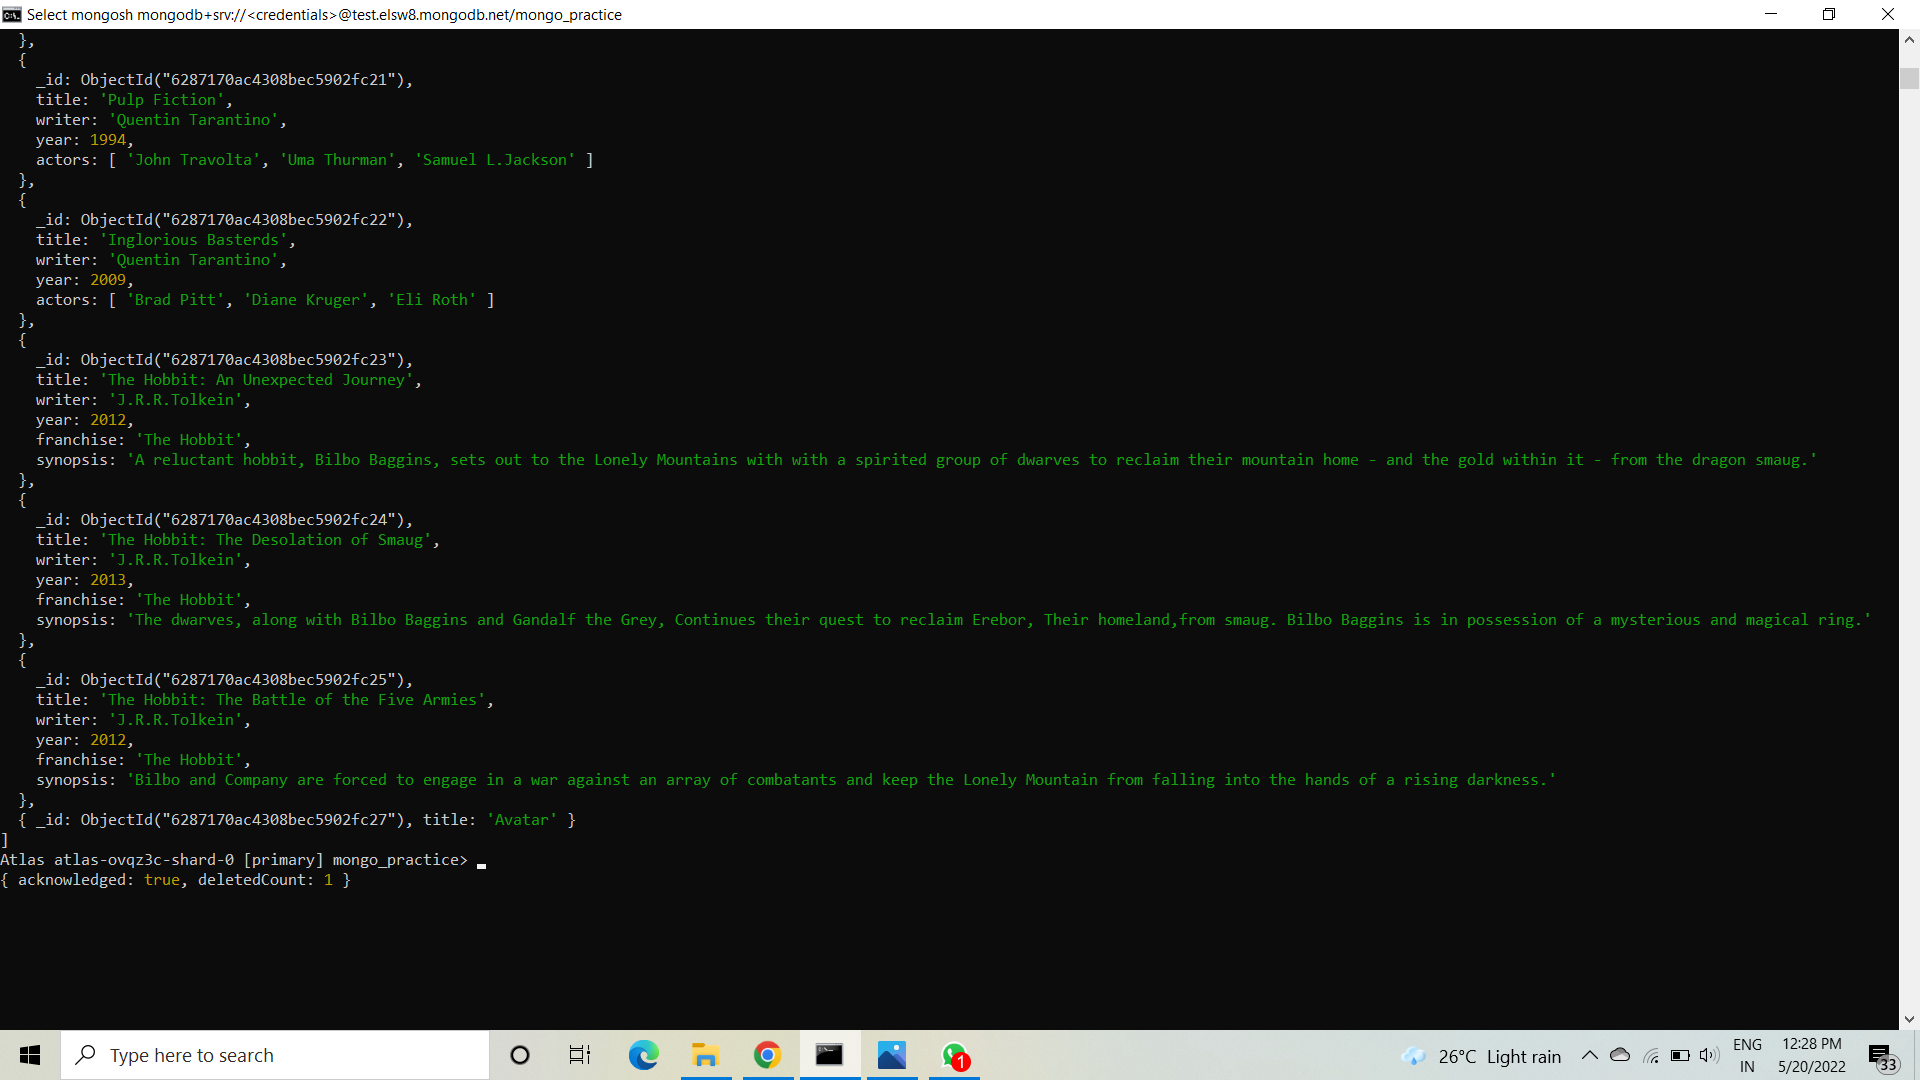 Select mongosh mongodb+srv://<credentials>@test.elsw8.mongodb.net/mongo_practice
  },
  {
    _id: ObjectId("6287170ac4308bec5902fc21"),
    title: 'Pulp Fiction',
    writer: 'Quentin Tarantino',
    year: 1994,
    actors: [ 'John Travolta', 'Uma Thurman', 'Samuel L.Jackson' ]
  },
  {
    _id: ObjectId("6287170ac4308bec5902fc22"),
    title: 'Inglorious Basterds',
    writer: 'Quentin Tarantino',
    year: 2009,
    actors: [ 'Brad Pitt', 'Diane Kruger', 'Eli Roth' ]
  },
  {
    _id: ObjectId("6287170ac4308bec5902fc23"),
    title: 'The Hobbit: An Unexpected Journey',
    writer: 'J.R.R.Tolkein',
    year: 2012,
    franchise: 'The Hobbit',
    synopsis: 'A reluctant hobbit, Bilbo Baggins, sets out to the Lonely Mountains with with a spirited group of dwarves to reclaim their mountain home - and the gold within it - from the dragon smaug.'
  },
  {
    _id: ObjectId("6287170ac4308bec5902fc24"),
    title: 'The Hobbit: The Desolation of Smaug',
    writer: 'J.R.R.Tolkein',
    year: 2013,
    franchise: 'The Hobbit',
    synopsis: 'The dwarves, along with Bilbo Baggins and Gandalf the Grey, Continues their quest to reclaim Erebor, Their homeland,from smaug. Bilbo Baggins is in possession of a mysterious and magical ring.'
  },
  {
    _id: ObjectId("6287170ac4308bec5902fc25"),
    title: 'The Hobbit: The Battle of the Five Armies',
    writer: 'J.R.R.Tolkein',
    year: 2012,
    franchise: 'The Hobbit',
    synopsis: 'Bilbo and Company are forced to engage in a war against an array of combatants and keep the Lonely Mountain from falling into the hands of a rising darkness.'
  },
  { _id: ObjectId("6287170ac4308bec5902fc27"), title: 'Avatar' }
]
Atlas atlas-ovqz3c-shard-0 [primary] mongo_practice>
{ acknowledged: true, deletedCount: 1 }
Type here to search
1
26°C Light rain
ENG
IN
12:28 PM
5/20/2022
33